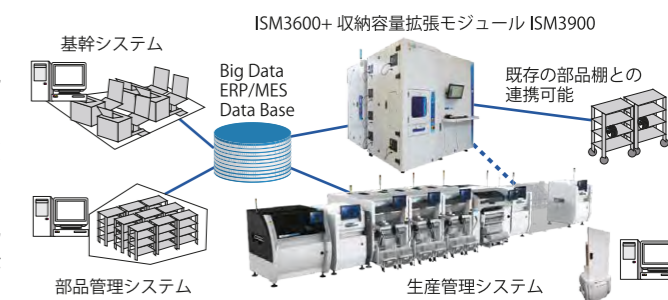 ISM3600+ 収納容量拡張モジュール ISM3900
基幹システム
Big Data
ERP/MES
Data Base
既存の部品棚との
連携可能
部品管理システム
生産管理システム